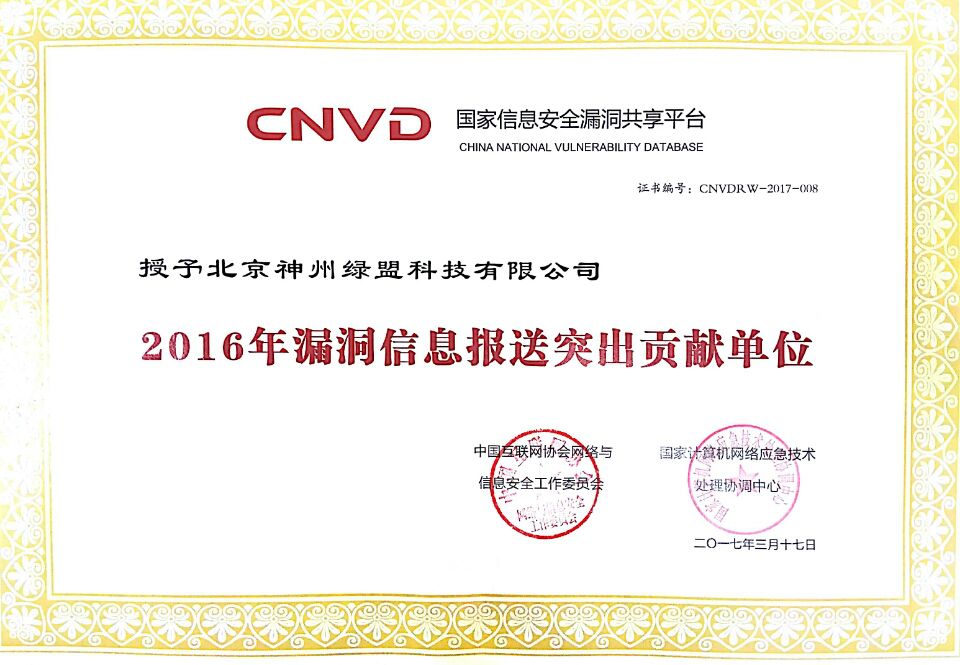 CNVD 国家信息安全漏洞共享平台
CHINA NATIONAL VULNERABILITY DATABASE
证书编号：CNVDRW-2017-008
授予北京神州绿盟科技有限公司
2016年漏洞信息报送突出贡献单位
中国互联网协会网络与
信息安全工作委员会
国家计算机网络应急技术
处理协调中心
二〇一七年三月十七日